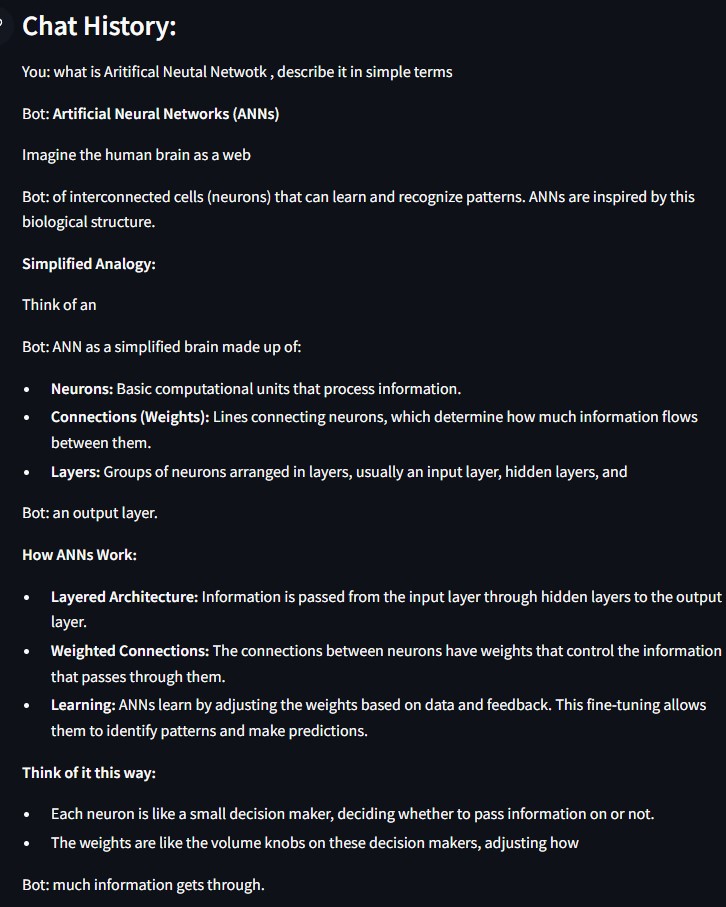 Chat History:
You: what is Aritifical Neutal Netwotk , describe it in simple terms
Bot: Artificial Neural Networks (ANNs)
Imagine the human brain as a web
Bot: of interconnected cells (neurons) that can learn and recognize patterns. ANNs are inspired by this
biological structure.
Simplified Analogy:
Think of an
Bot: ANN as a simplified brain made up of:
• Neurons: Basic computational units that process information.
• Connections (Weights): Lines connecting neurons, which determine how much information flows
between them.
• Layers: Groups of neurons arranged in layers, usually an input layer, hidden layers, and
Bot: an output layer.
How ANNs Work:
• Layered Architecture: Information is passed from the input layer through hidden layers to the output
layer.
• Weighted Connections: The connections between neurons have weights that control the information
that passes through them.
• Learning: ANNs learn by adjusting the weights based on data and feedback. This fine-tuning allows
them to identify patterns and make predictions.
Think of it this way:
• Each neuron is like a small decision maker, deciding whether to pass information on or not.
• The weights are like the volume knobs on these decision makers, adjusting how
Bot: much information gets through.